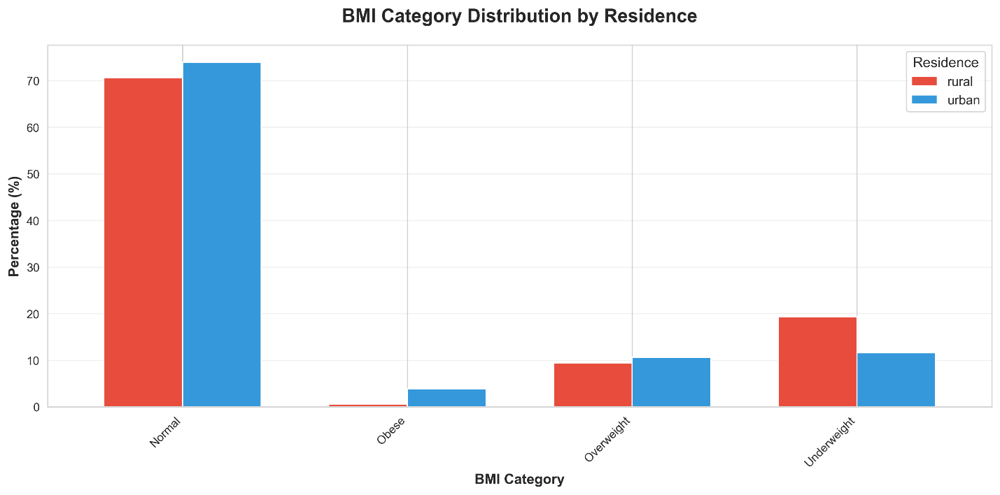 BMI Category Distribution by Residence
Residence
rural
urban
Percentage (%)
70
60
50
40
30
20
10
0
Normal
Obese
Overweight
Underweight
BMI Category